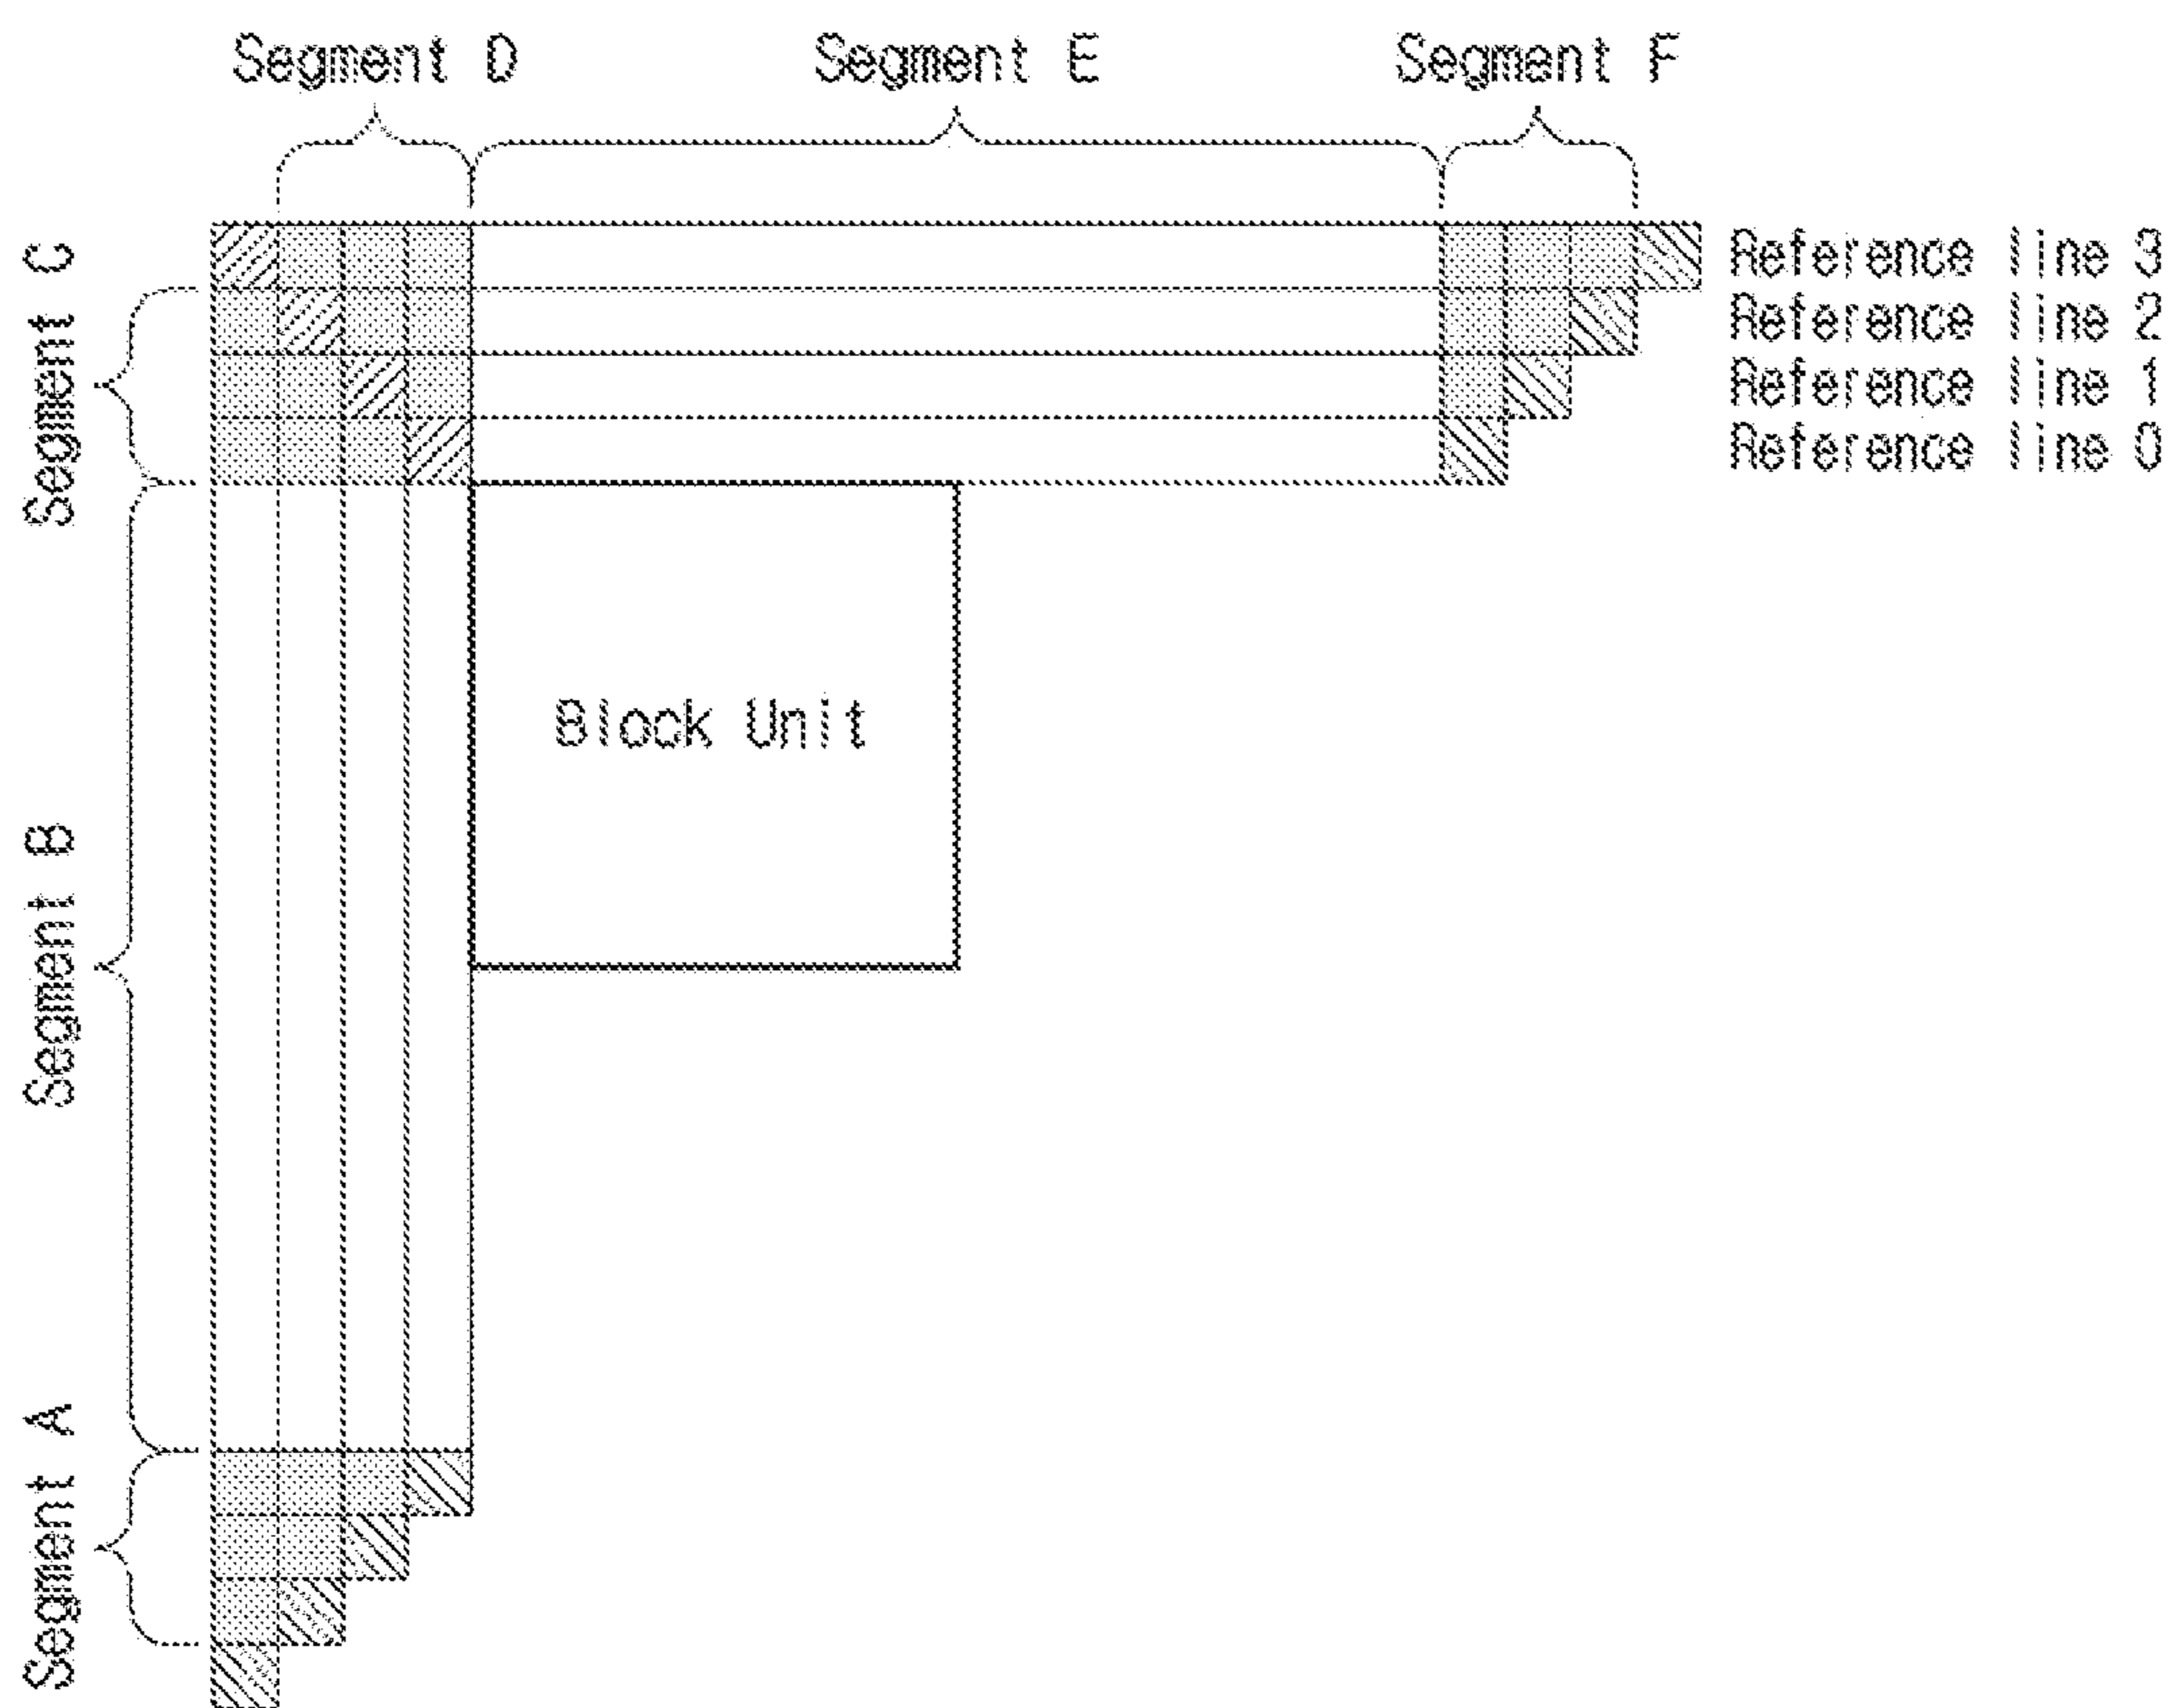 Segment D
Segment E
Segment F
Reference line 3
Reference line 2
Reference line 1
Reference line 0
Segment C
Block Unit
Segment B
Segment A